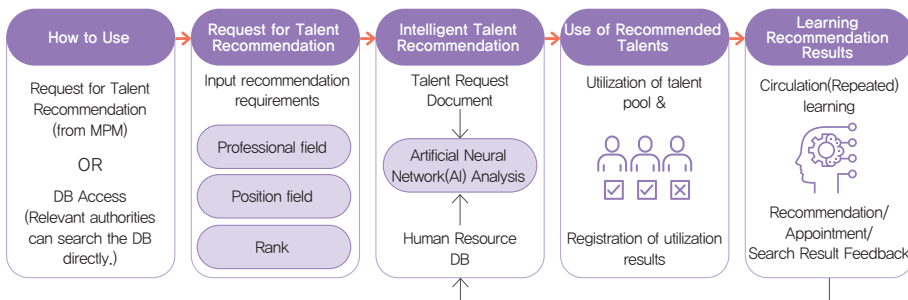 How to Use
Request for Talent
Recommendation
(from MPM)
OR
DB Access
(Relevant authorities
can search the DB
directly.)
Request for Talent
Recommendation
Input recommendation
requirements
Professional field
Position field
Rank
Intelligent Talent
Recommendation
Talent Request
Document
Artificial Neural
Network(AI) Analysis
Human Resource
DB
Use of Recommended
Talents
Utilization of talent
pool &
Registration of utilization
results
Learning
Recommendation
Results
Circulation(Repeated)
learning
Recommendation/
Appointment/
Search Result Feedback